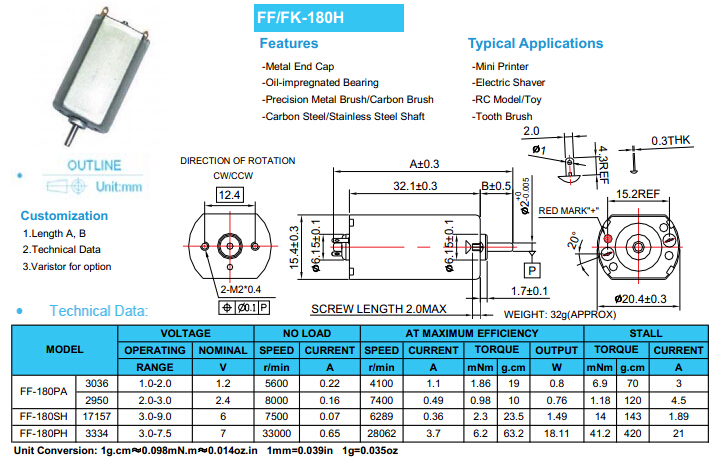 FF/FK-180H
Features
Typical Applications
-Metal End Cap
-Oil-impregnated Bearing
-Precision Metal Brush/Carbon Brush
-Carbon Steel/Stainless Steel Shaft
-Mini Printer
-Electric Shaver
-RC Model/Toy
-Tooth Brush
OUTLINE
Unit:mm
Customization
1.Length A, B
2.Technical Data
3.Varistor for option
DIRECTION OF ROTATION
CW/CCW
12.4
2-M2*0.4
Ø0.1 P
A±0.3
32.1±0.3
B±0.5
15.4±0.3
Ø6.15±0.1
Ø6.15±0.1
Ø2 +0 -0.005
P
1.7±0.1
SCREW LENGTH 2.0MAX
WEIGHT: 32g(APPROX)
2.0
Ø1
4.3REF
0.3THK
15.2REF
RED MARK"+"
20°
Ø20.4±0.3
Technical Data:
MODEL VOLTAGE NO LOAD AT MAXIMUM EFFICIENCY STALL
OPERATING NOMINAL SPEED CURRENT SPEED CURRENT TORQUE OUTPUT TORQUE CURRENT
RANGE V r/min A r/min A mNm g.cm W mNm g.cm A
FF-180PA 3036 1.0-2.0 1.2 5600 0.22 4100 1.1 1.86 19 0.8 6.9 70 3
2950 2.0-3.0 2.4 8000 0.16 7400 0.49 0.98 10 0.76 1.18 120 4.5
FF-180SH 17157 3.0-9.0 6 7500 0.07 6289 0.36 2.3 23.5 1.49 14 143 1.89
FF-180PH 3334 3.0-7.5 7 33000 0.65 28062 3.7 6.2 63.2 18.11 41.2 420 21
Unit Conversion: 1g.cm≈0.098mN.m≈0.014oz.in 1mm=0.039in 1g=0.035oz